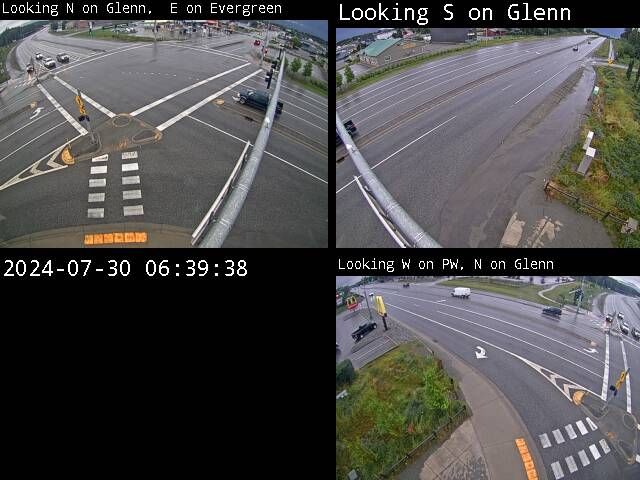 Looking N on Glenn,  E on Evergreen
Looking S on Glenn
2024-07-30 06:39:38
Looking W on PW, N on Glenn